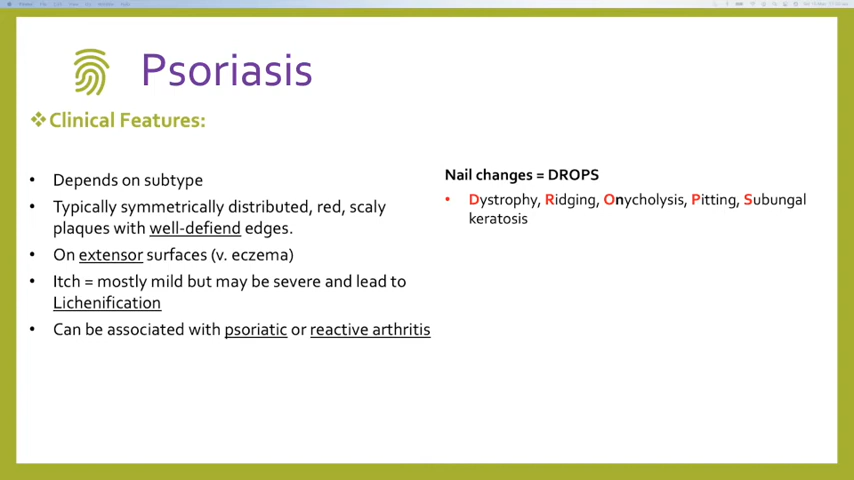 Psoriasis
❖Clinical Features:
• Depends on subtype
• Typically symmetrically distributed, red, scaly
plaques with well-defiend edges.
• On extensor surfaces (v. eczema)
• Itch = mostly mild but may be severe and lead to
Lichenification
• Can be associated with psoriatic or reactive arthritis
Nail changes = DROPS
• Dystrophy, Ridging, Onycholysis, Pitting, Subungal
keratosis